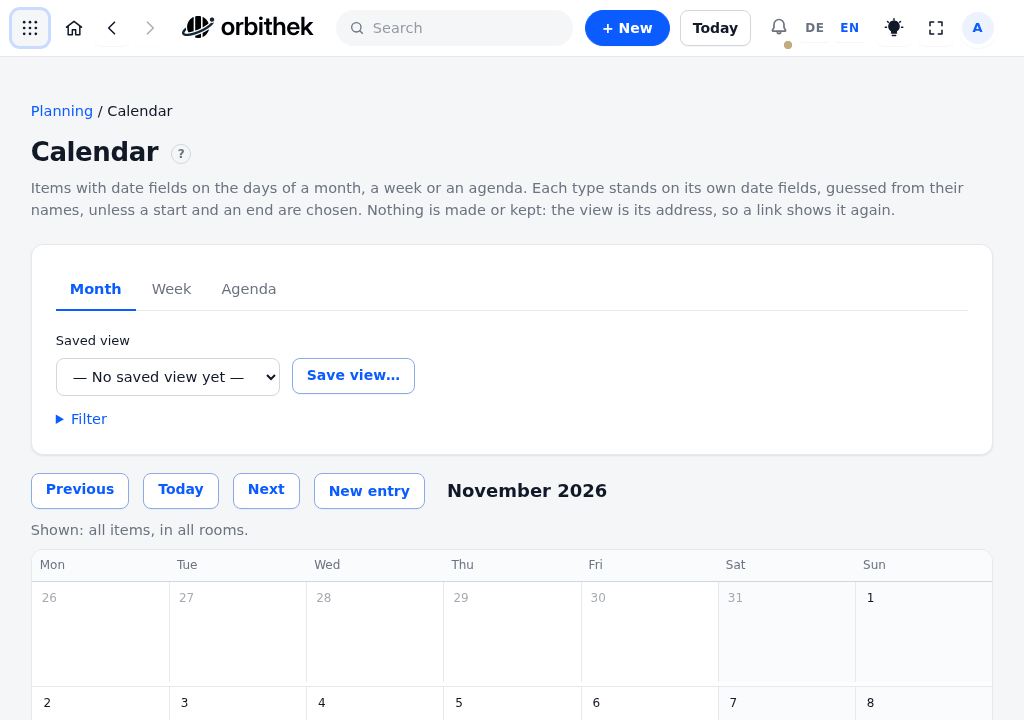 orbithek
Search
+ New
Today
DE
EN
A
Planning / Calendar
Calendar ?
Items with date fields on the days of a month, a week or an agenda. Each type stands on its own date fields, guessed from their
names, unless a start and an end are chosen. Nothing is made or kept: the view is its address, so a link shows it again.
Month Week Agenda
Saved view
— No saved view yet — Save view...
Filter
Previous Today Next New entry November 2026
Shown: all items, in all rooms.
Mon Tue Wed Thu Fri Sat Sun
26 27 28 29 30 31 1
2 3 4 5 6 7 8